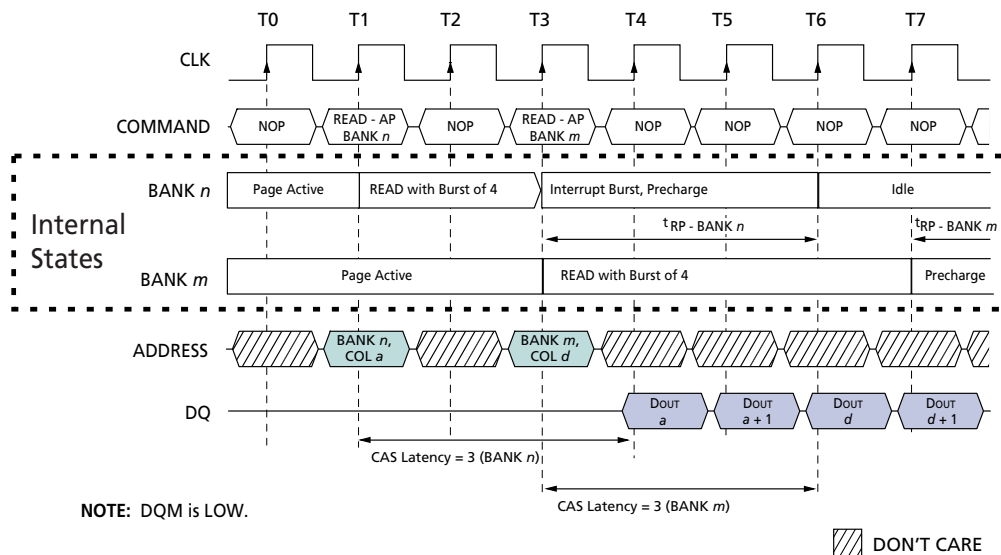 T0 T1 T2 T3 T4 T5 T6 T7
CLK
COMMAND
NOP
READ - AP
BANK n
NOP
READ - AP
BANK m
NOP
NOP
NOP
NOP
Internal
States
BANK n
Page Active
READ with Burst of 4
Interrupt Burst, Precharge
Idle
tRP - BANK n
tRP - BANK m
BANK m
Page Active
READ with Burst of 4
Precharge
ADDRESS
BANK n,
COL a
BANK m,
COL d
DQ
DOUT
a
DOUT
a + 1
DOUT
d
DOUT
d + 1
CAS Latency = 3 (BANK n)
CAS Latency = 3 (BANK m)
NOTE: DQM is LOW.
DON'T CARE